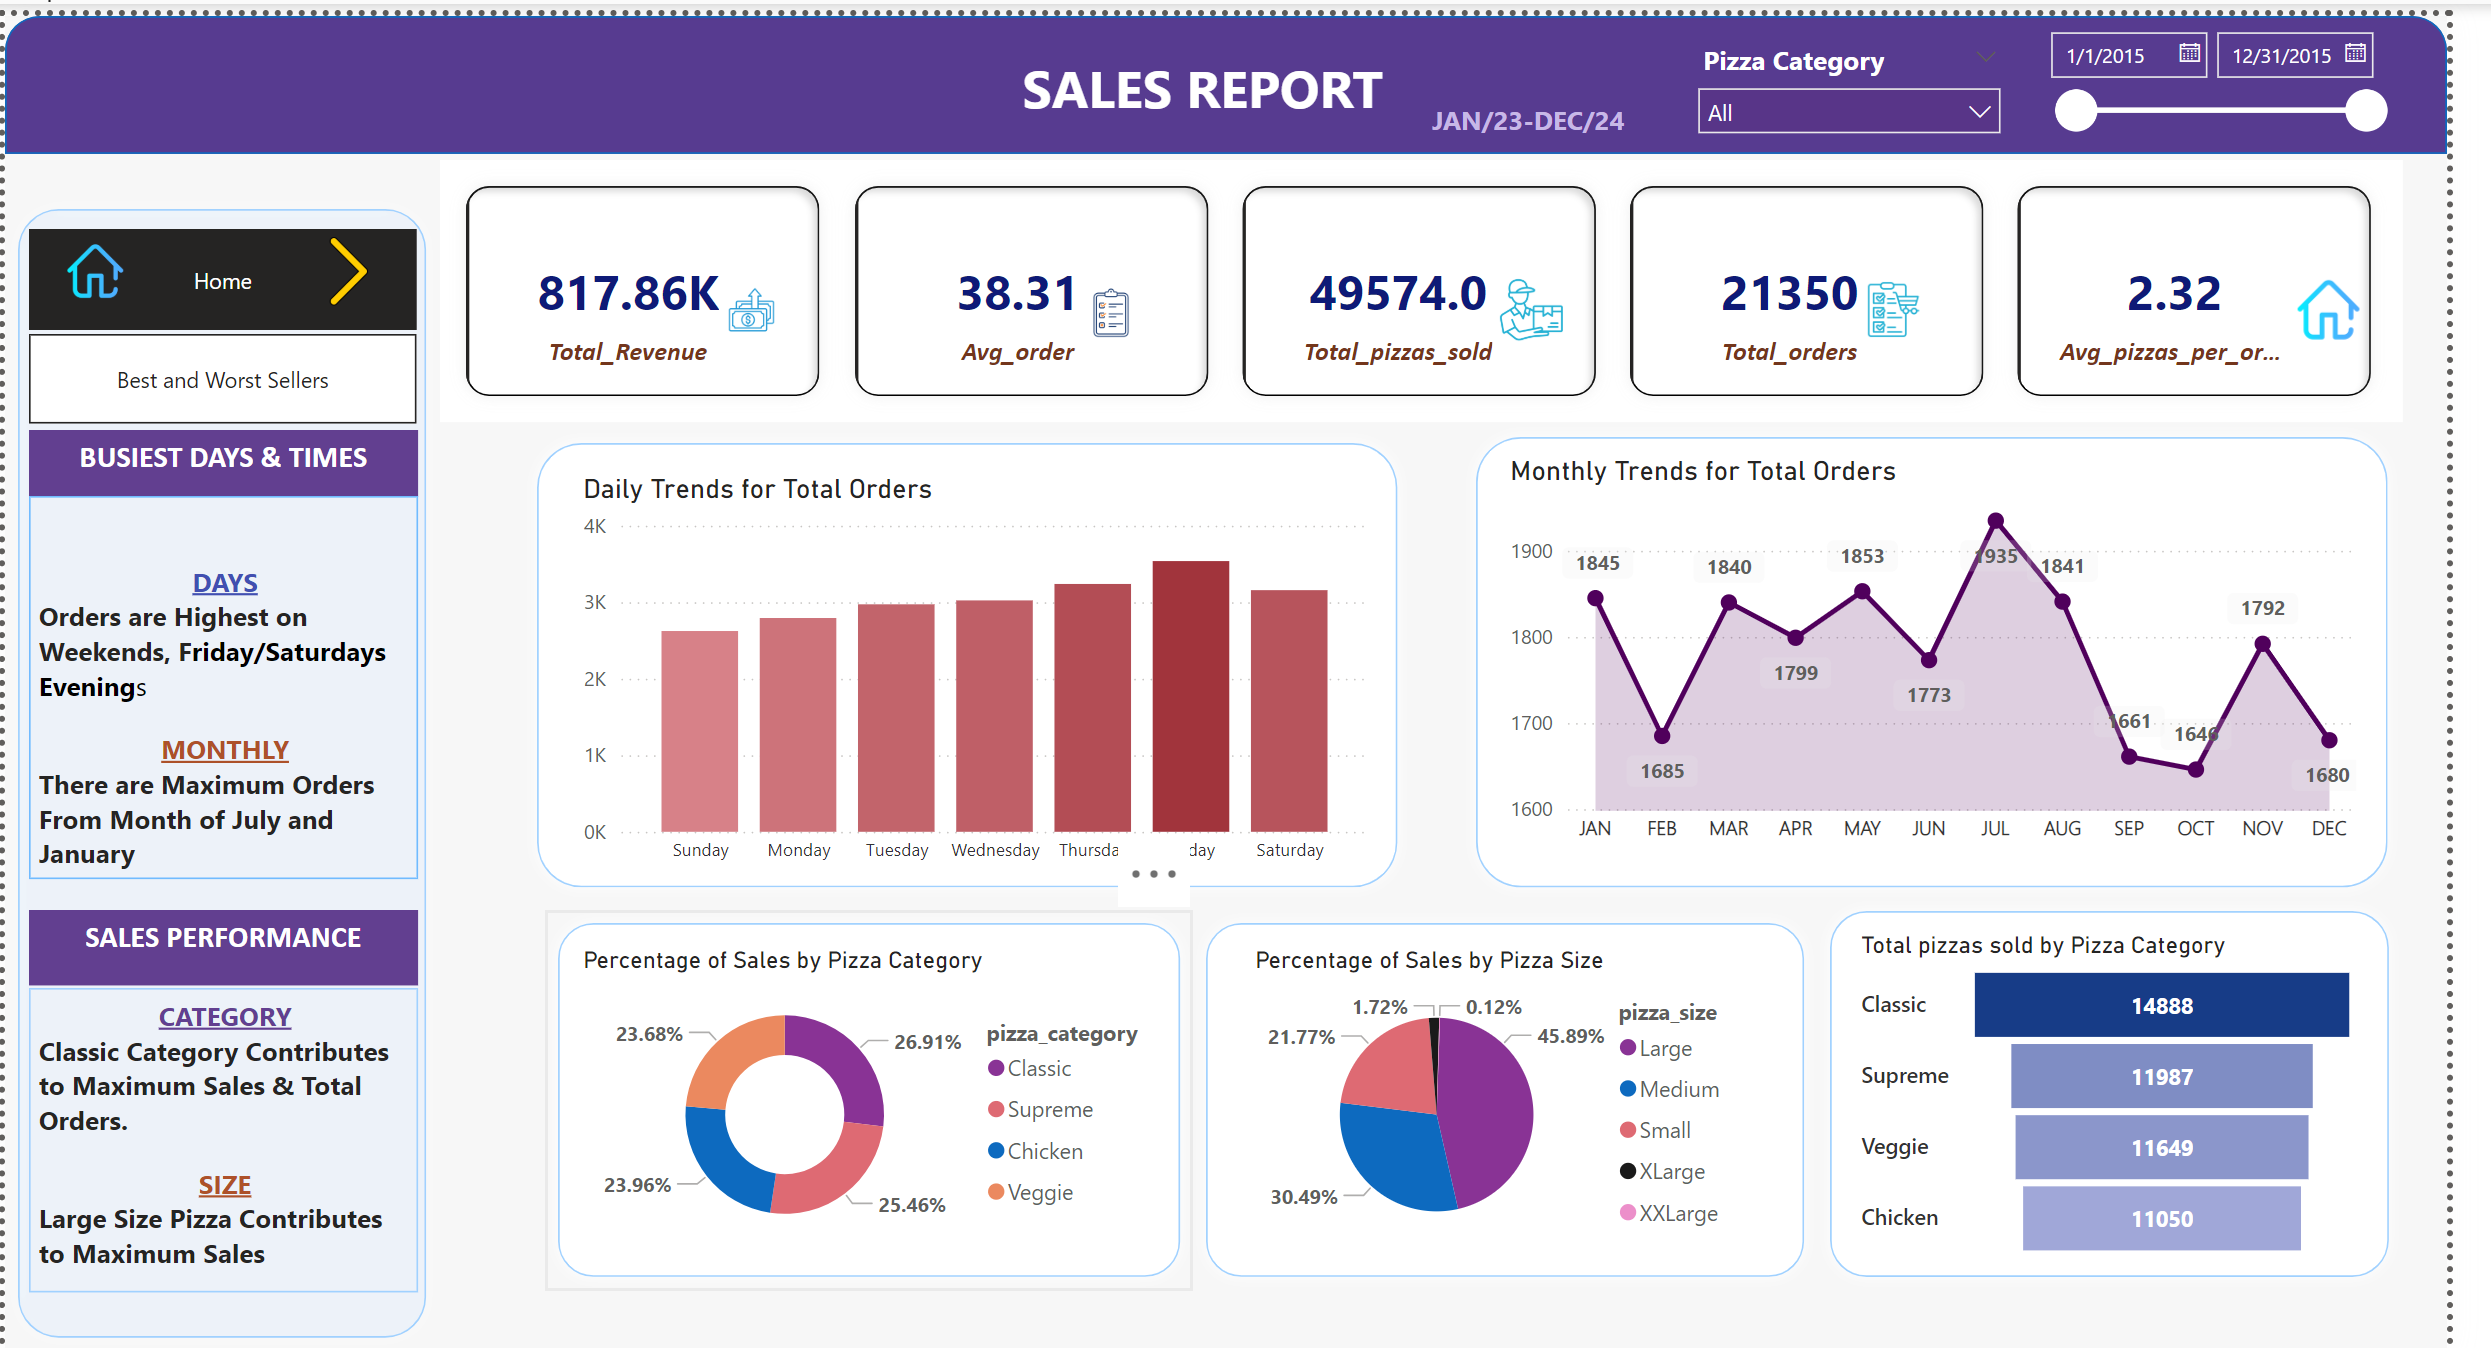 SALES REPORT
JAN/23-DEC/24
Pizza Category
All
1/1/2015
12/31/2015
Home
Best and Worst Sellers
BUSIEST DAYS & TIMES
DAYS
Orders are Highest on
Weekends, Friday/Saturdays
Evenings
MONTHLY
There are Maximum Orders
From Month of July and
January
SALES PERFORMANCE
CATEGORY
Classic Category Contributes
to Maximum Sales & Total
Orders.
SIZE
Large Size Pizza Contributes
to Maximum Sales
817.86K
Total_Revenue
38.31
Avg_order
49574.0
Total_pizzas_sold
21350
Total_orders
2.32
Avg_pizzas_per_or...
Daily Trends for Total Orders
4K
3K
2K
1K
0K
Sunday Monday Tuesday Wednesday Thursda day Saturday
Monthly Trends for Total Orders
1900
1800
1700
1600
1845
1685
1840
1799
1853
1773
1935
1841
1661
1646
1792
1680
JAN FEB MAR APR MAY JUN JUL AUG SEP OCT NOV DEC
Percentage of Sales by Pizza Category
23.68%
26.91%
23.96%
25.46%
pizza_category
Classic
Supreme
Chicken
Veggie
Percentage of Sales by Pizza Size
1.72%
0.12%
21.77%
45.89%
30.49%
pizza_size
Large
Medium
Small
XLarge
XXLarge
Total pizzas sold by Pizza Category
Classic 14888
Supreme 11987
Veggie 11649
Chicken 11050